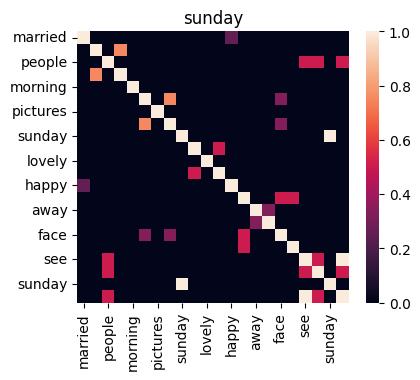 sunday
married
people
morning
pictures
sunday
lovely
happy
away
face
see
sunday
married
people
morning
pictures
sunday
lovely
happy
away
face
see
sunday
1.0
0.8
0.6
0.4
0.2
0.0